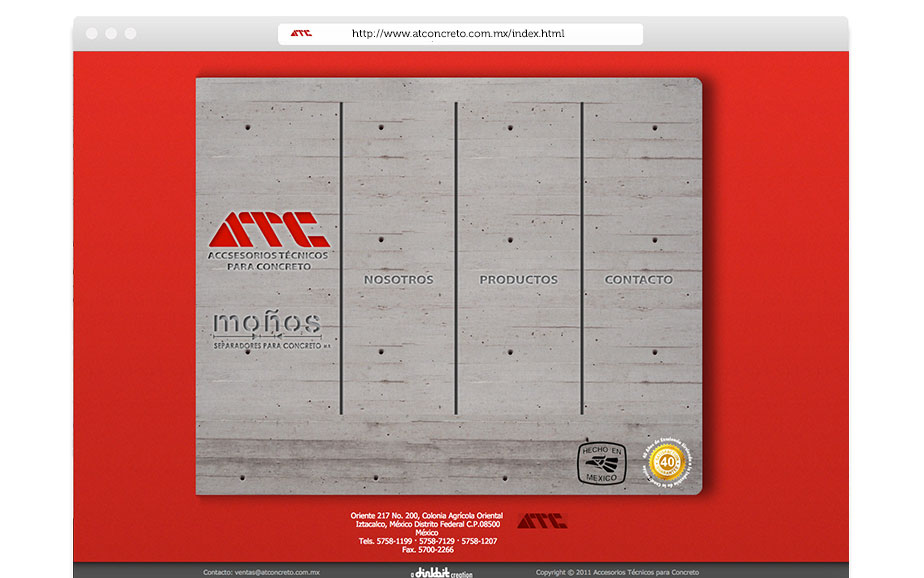 ATC
http://www.atconcreto.com.mx/index.html
ATC
ACCSESORIOS TÉCNICOS
PARA CONCRETO
moños
SEPARADORES PARA CONCRETO M.R.
NOSOTROS
PRODUCTOS
CONTACTO
HECHO EN
MEXICO
40
Oriente 217 No. 200, Colonia Agrícola Oriental
Iztacalco, México Distrito Federal C.P.08500
México
Tels. 5758-1199 · 5758-7129 · 5758-1207
Fax. 5700-2266
ATC
Contacto: ventas@atconcreto.com.mx
a dinkbit creation
Copyright © 2011 Accesorios Técnicos para Concreto